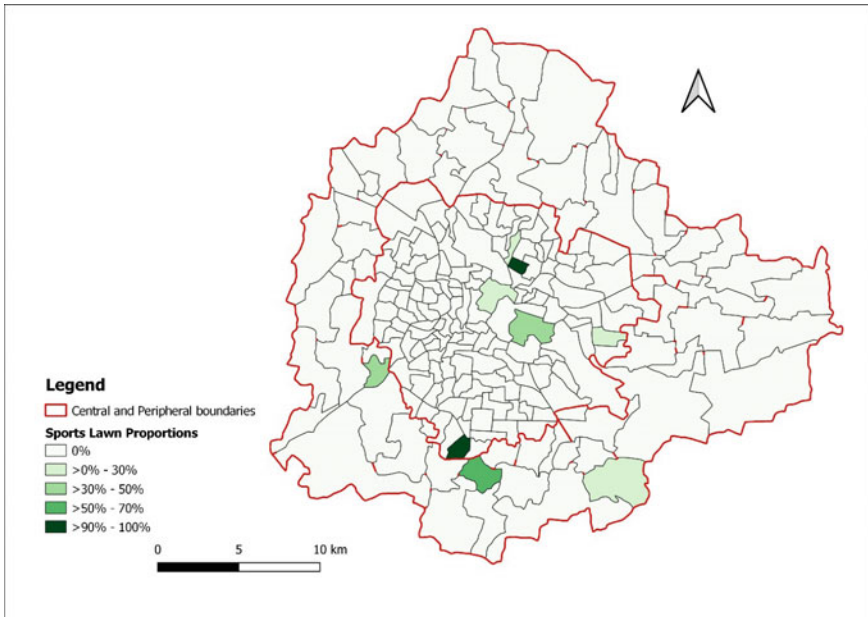 Legend
Central and Peripheral boundaries
Sports Lawn Proportions
0%
>0% - 30%
>30% - 50%
>50% - 70%
>90% - 100%
0 5 10 km